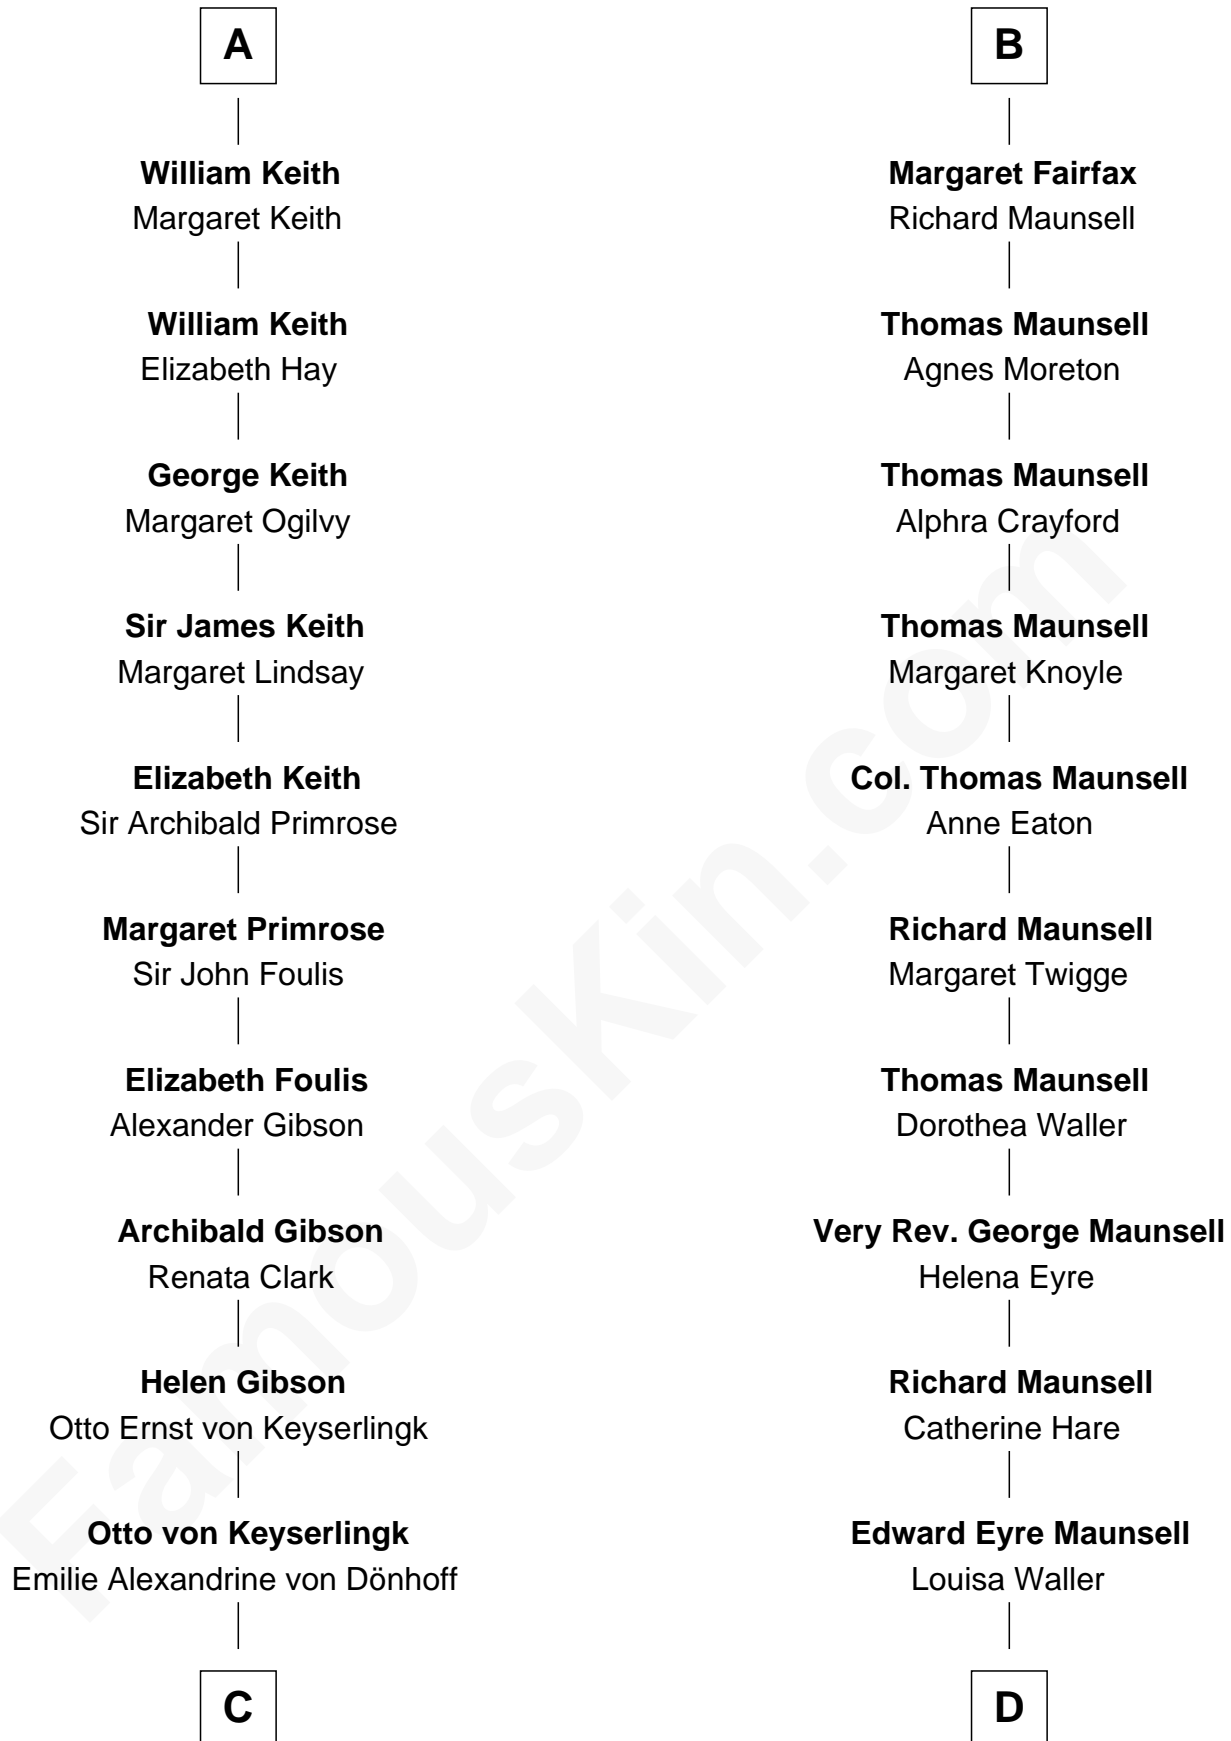 A
William Keith
Margaret Keith
William Keith
Elizabeth Hay
George Keith
Margaret Ogilvy
Sir James Keith
Margaret Lindsay
Elizabeth Keith
Sir Archibald Primrose
Margaret Primrose
Sir John Foulis
Elizabeth Foulis
Alexander Gibson
Archibald Gibson
Renata Clark
Helen Gibson
Otto Ernst von Keyserlingk
Otto von Keyserlingk
Emilie Alexandrine von Dönhoff
C
B
Margaret Fairfax
Richard Maunsell
Thomas Maunsell
Agnes Moreton
Thomas Maunsell
Alphra Crayford
Thomas Maunsell
Margaret Knoyle
Col. Thomas Maunsell
Anne Eaton
Richard Maunsell
Margaret Twigge
Thomas Maunsell
Dorothea Waller
Very Rev. George Maunsell
Helena Eyre
Richard Maunsell
Catherine Hare
Edward Eyre Maunsell
Louisa Waller
D
FamousKin.com